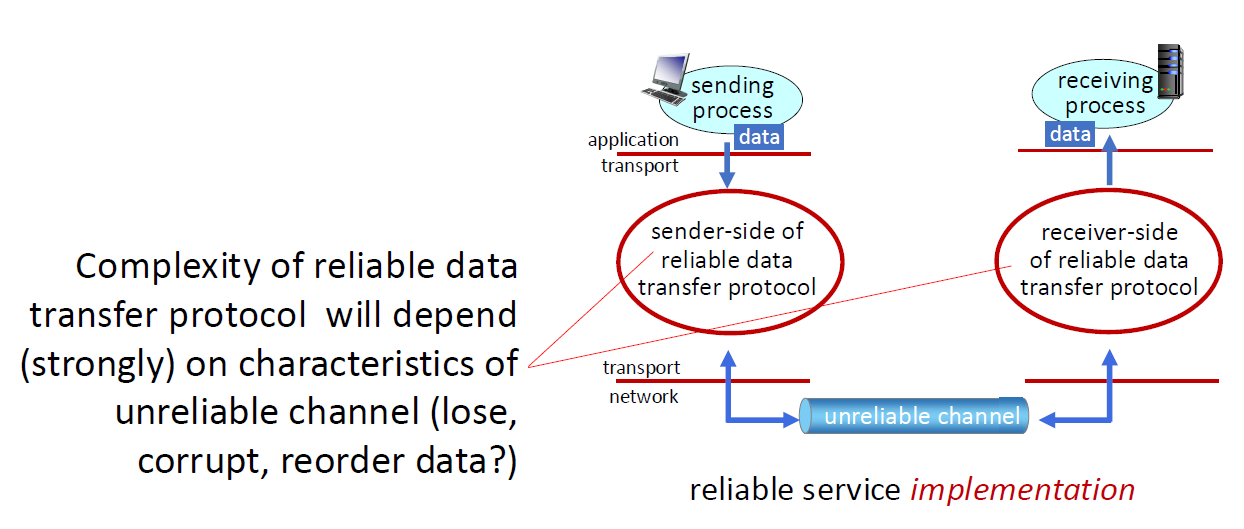 Complexity of reliable data
transfer protocol will depend
(strongly) on characteristics of
unreliable channel (lose,
corrupt, reorder data?)
sending
process
data
application
transport
sender-side of
reliable data
transfer protocol
transport
network
receiving
process
data
receiver-side
of reliable data
transfer protocol
unreliable channel
reliable service implementation